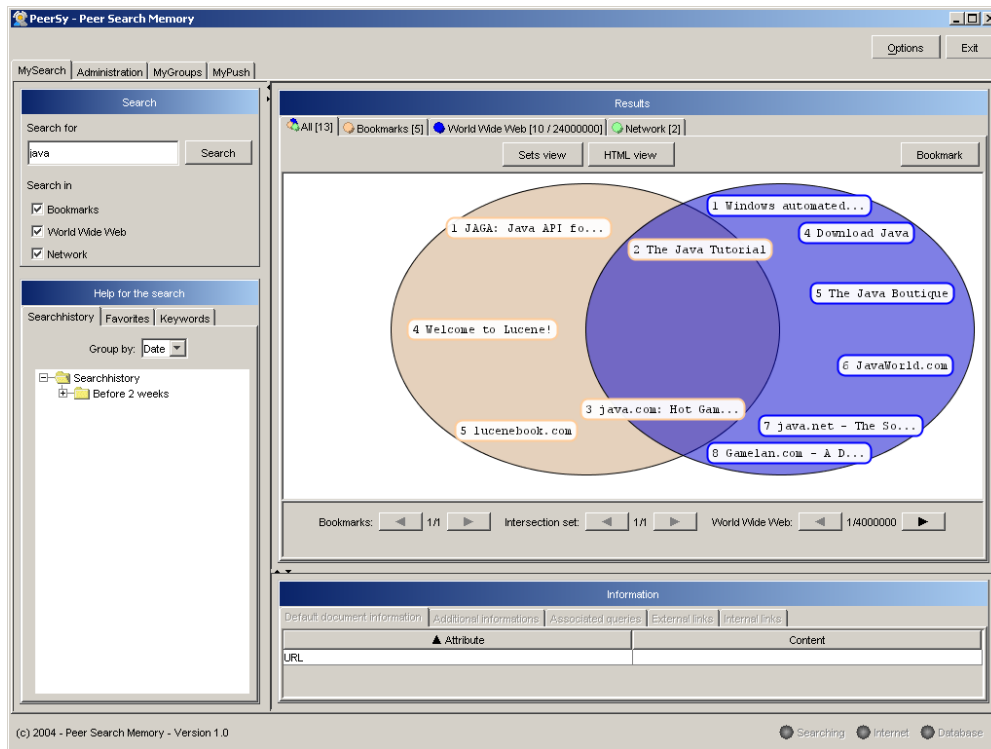 PeerSy - Peer Search Memory
Options Exit
MySearch Administration MyGroups MyPush
Search
Search for
java Search
Search in
Bookmarks
World Wide Web
Network
Help for the search
Searchhistory Favorites Keywords
Group by: Date
Searchhistory
Before 2 weeks
Results
All [13] Bookmarks [5] World Wide Web [10 / 24000000] Network [2]
Sets view HTML view Bookmark
1 JAGA: Java API fo...
4 Welcome to Lucene!
5 lucenebook.com
2 The Java Tutorial
3 java.com: Hot Gam...
1 Windows automated...
4 Download Java
5 The Java Boutique
6 JavaWorld.com
7 java.net - The So...
8 Gamelan.com - A D...
Bookmarks: 1/1 Intersection set: 1/1 World Wide Web: 1/4000000
Information
Default document information Additional informations Associated queries External links Internal links
Attribute Content
URL
(c) 2004 - Peer Search Memory - Version 1.0
Searching Internet Database